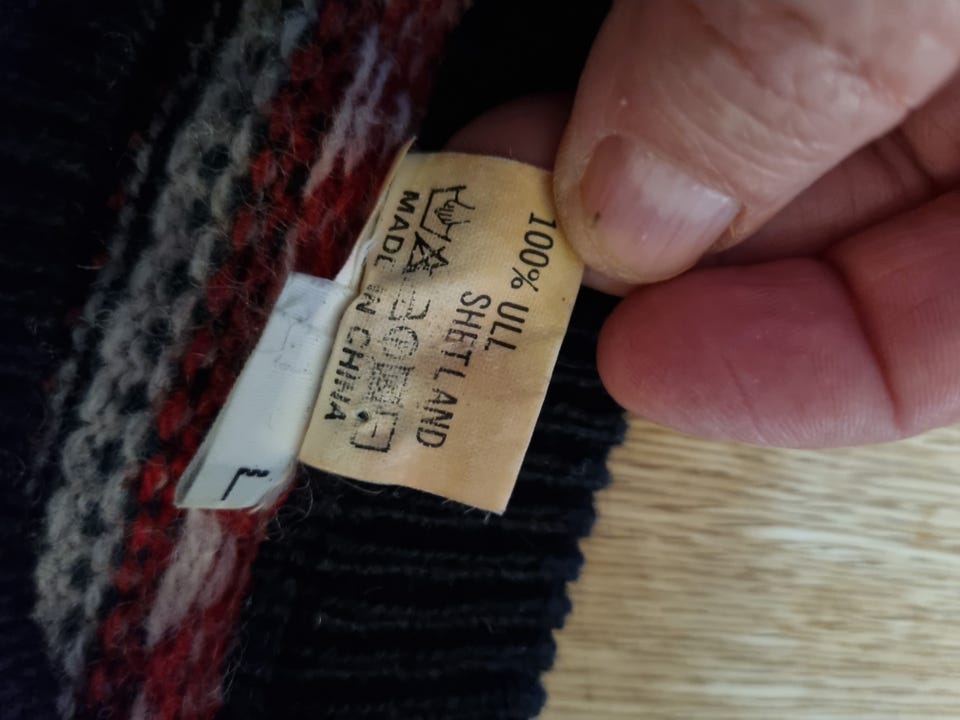 100% ULL
SHETLAND
MADE IN CHINA
L